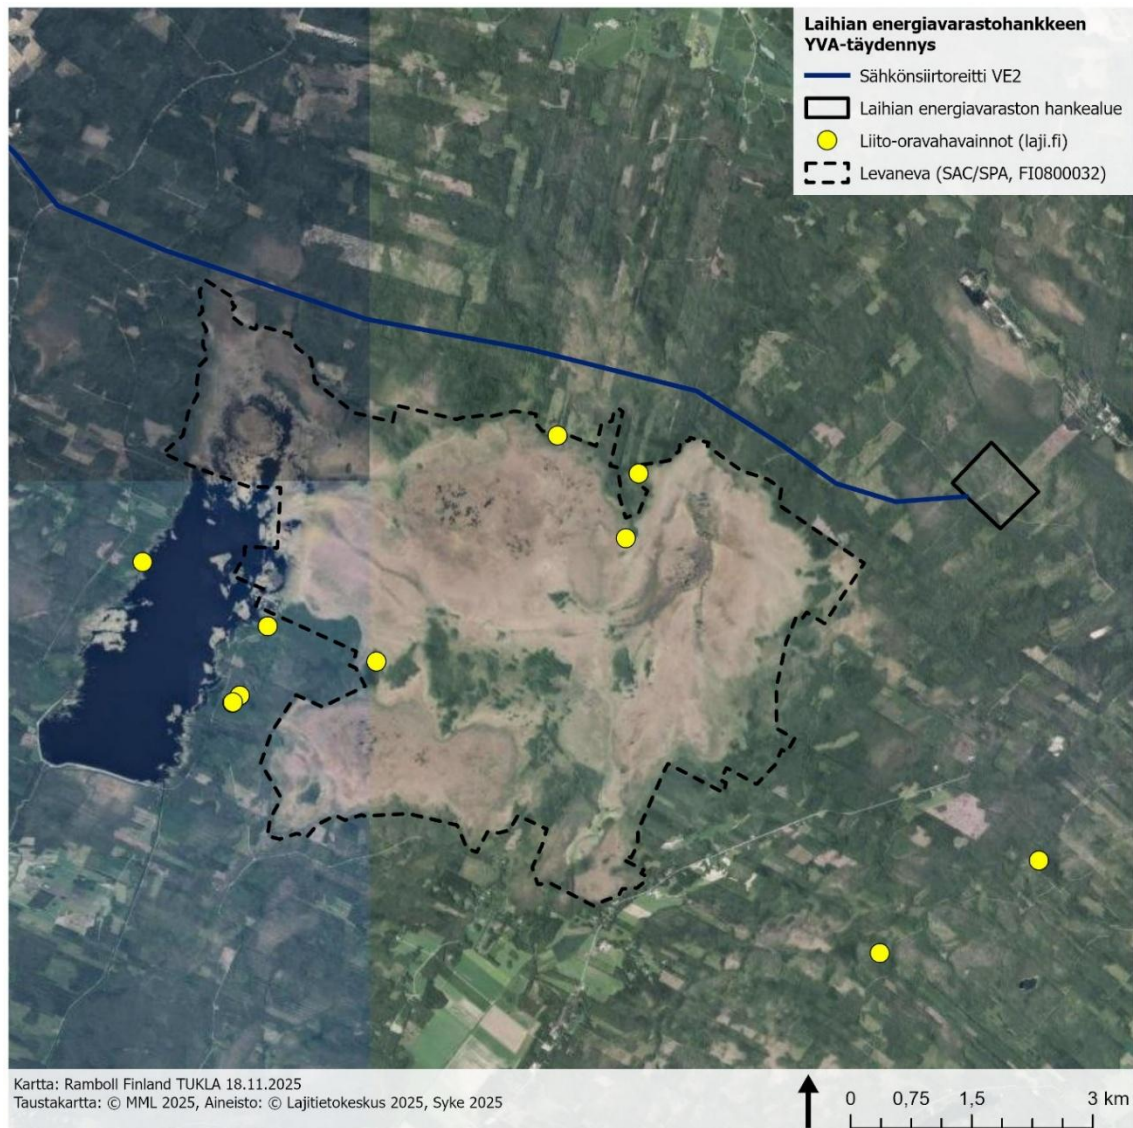 Laihian energiavarastohankkeen
YVA-täydennys
Sähkönsiirtoreitti VE2
Laihian energiavaraston hankealue
Liito-oravahavainnot (laji.fi)
Levaneva (SAC/SPA, FI0800032)
Kartta: Ramboll Finland TUKLA 18.11.2025
Taustakartta: © MML 2025, Aineisto: © Lajitietokeskus 2025, Syke 2025
0 0,75 1,5 3 km